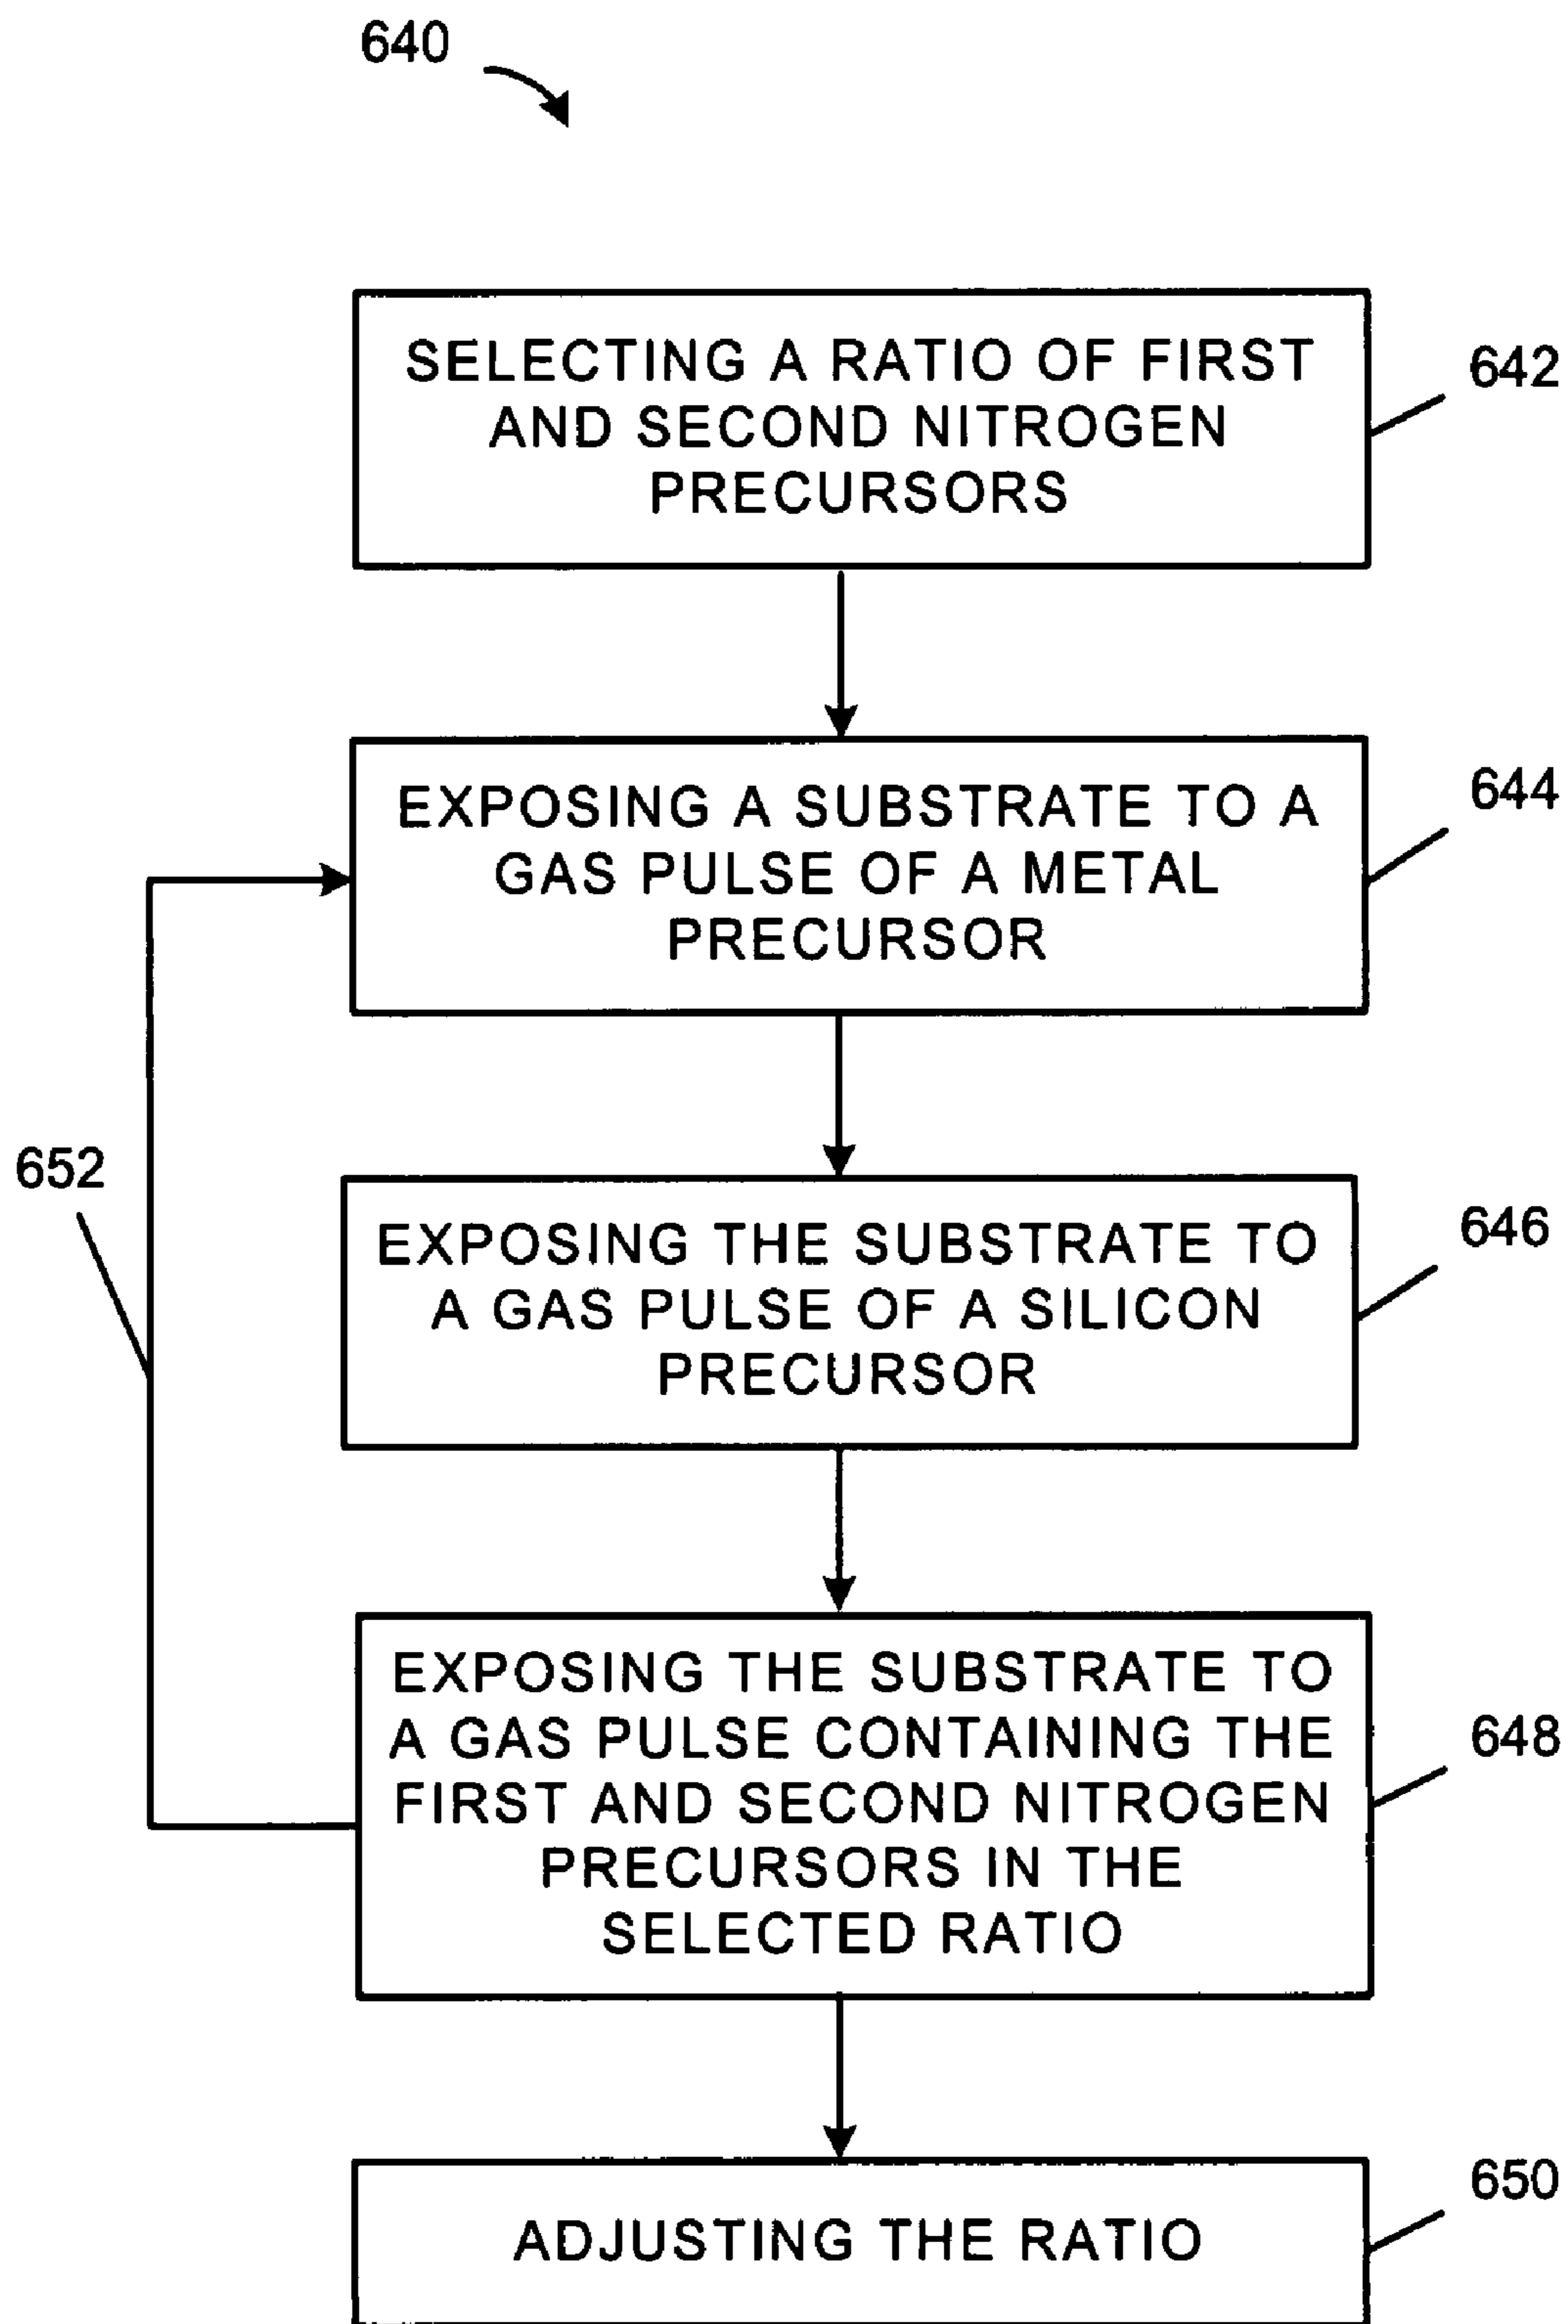 640
SELECTING A RATIO OF FIRST
AND SECOND NITROGEN
PRECURSORS
642
EXPOSING A SUBSTRATE TO A
GAS PULSE OF A METAL
PRECURSOR
644
652
EXPOSING THE SUBSTRATE TO
A GAS PULSE OF A SILICON
PRECURSOR
646
EXPOSING THE SUBSTRATE TO
A GAS PULSE CONTAINING THE
FIRST AND SECOND NITROGEN
PRECURSORS IN THE
SELECTED RATIO
648
ADJUSTING THE RATIO
650